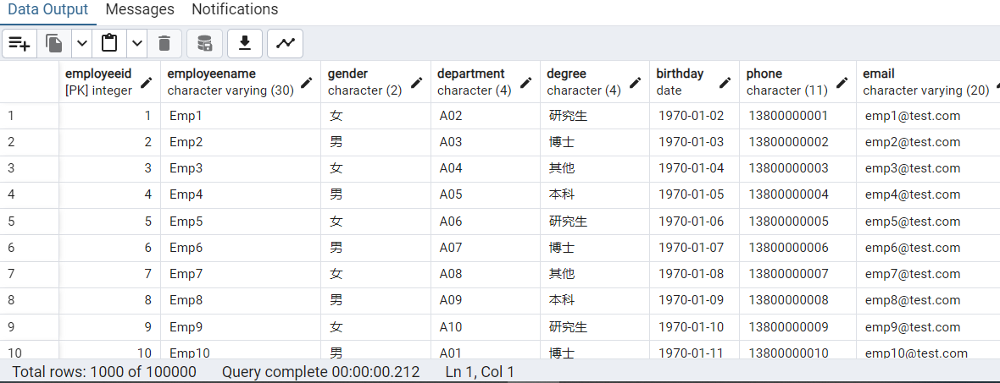 Data Output Messages Notifications
employeeid employeename gender department degree birthday phone email
[PK] integer character varying (30) character (2) character (4) character (4) date character (11) character varying (20)
1 1 Emp1 女 A02 研究生 1970-01-02 13800000001 emp1@test.com
2 2 Emp2 男 A03 博士 1970-01-03 13800000002 emp2@test.com
3 3 Emp3 女 A04 其他 1970-01-04 13800000003 emp3@test.com
4 4 Emp4 男 A05 本科 1970-01-05 13800000004 emp4@test.com
5 5 Emp5 女 A06 研究生 1970-01-06 13800000005 emp5@test.com
6 6 Emp6 男 A07 博士 1970-01-07 13800000006 emp6@test.com
7 7 Emp7 女 A08 其他 1970-01-08 13800000007 emp7@test.com
8 8 Emp8 男 A09 本科 1970-01-09 13800000008 emp8@test.com
9 9 Emp9 女 A10 研究生 1970-01-10 13800000009 emp9@test.com
10 10 Emp10 男 A01 博士 1970-01-11 13800000010 emp10@test.com
Total rows: 1000 of 100000 Query complete 00:00:00.212 Ln 1, Col 1